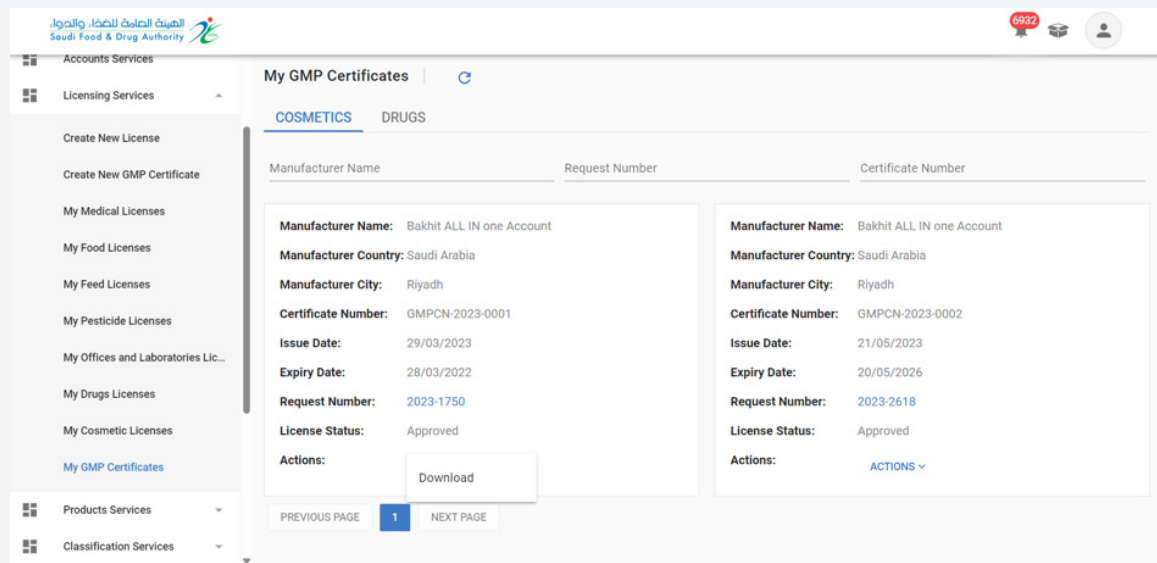 الهيئة العامة للغذاء والدواء
Saudi Food & Drug Authority
6932
Accounts Services
Licensing Services
Create New License
Create New GMP Certificate
My Medical Licenses
My Food Licenses
My Feed Licenses
My Pesticide Licenses
My Offices and Laboratories Lic...
My Drugs Licenses
My Cosmetic Licenses
My GMP Certificates
Products Services
Classification Services
My GMP Certificates
COSMETICS DRUGS
Manufacturer Name Request Number Certificate Number
Manufacturer Name: Bakhit ALL IN one Account
Manufacturer Country: Saudi Arabia
Manufacturer City: Riyadh
Certificate Number: GMPCN-2023-0001
Issue Date: 29/03/2023
Expiry Date: 28/03/2022
Request Number: 2023-1750
License Status: Approved
Actions:
Download
Manufacturer Name: Bakhit ALL IN one Account
Manufacturer Country: Saudi Arabia
Manufacturer City: Riyadh
Certificate Number: GMPCN-2023-0002
Issue Date: 21/05/2023
Expiry Date: 20/05/2026
Request Number: 2023-2618
License Status: Approved
Actions: ACTIONS
PREVIOUS PAGE 1 NEXT PAGE